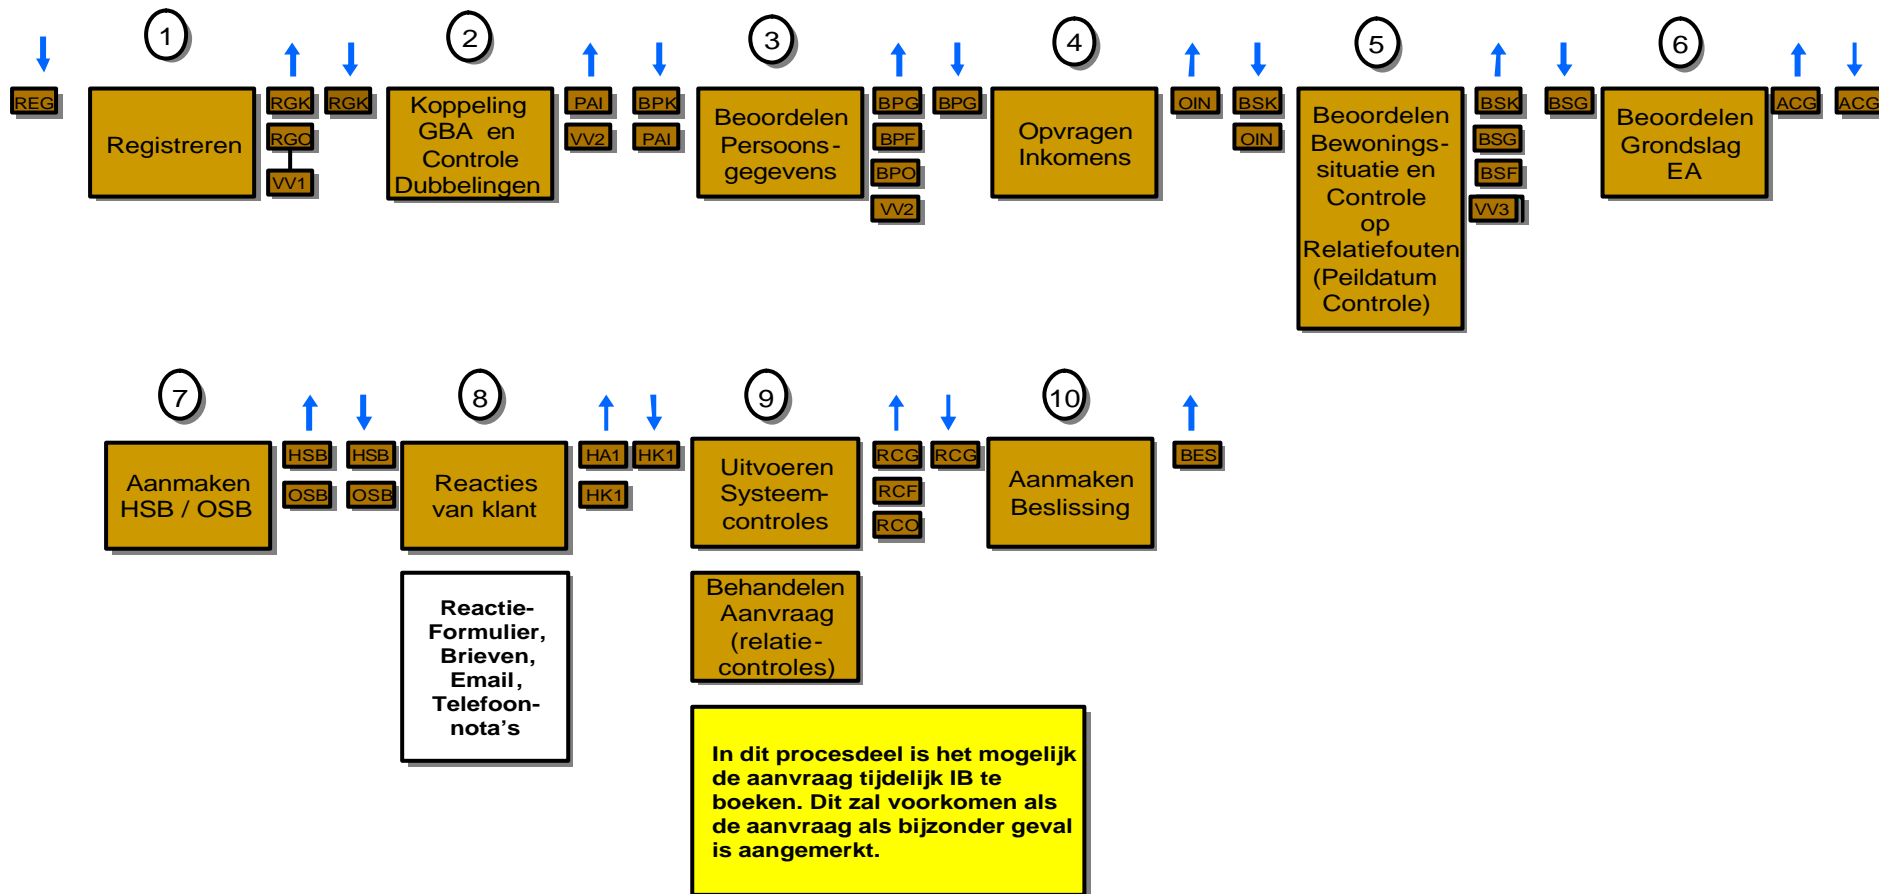 1
2
3
4
5
6
REG
Registreren
RGK
RGO
VV1
RGK
Koppeling
GBA en
Controle
Dubbelingen
PAI
VV2
BPK
PAI
Beoordelen
Persoons-
gegevens
BPG
BPF
BPO
VV2
BPG
Opvragen
Inkomens
OIN
BSK
OIN
Beoordelen
Bewonings-
situatie en
Controle
op
Relatiefouten
(Peildatum
Controle)
BSK
BSG
BSF
VV3
BSG
Beoordelen
Grondslag
EA
ACG
ACG
7
8
9
10
Aanmaken
HSB / OSB
HSB
OSB
HSB
OSB
Reacties
van klant
HA1
HK1
HK1
Uitvoeren
Systeem-
controles
RCG
RCF
RCO
RCG
Aanmaken
Beslissing
BES
Reactie-
Formulier,
Brieven,
Email,
Telefoon-
nota's
Behandelen
Aanvraag
(relatie-
controles)
In dit procesdeel is het mogelijk
de aanvraag tijdelijk IB te
boeken. Dit zal voorkomen als
de aanvraag als bijzonder geval
is aangemerkt.